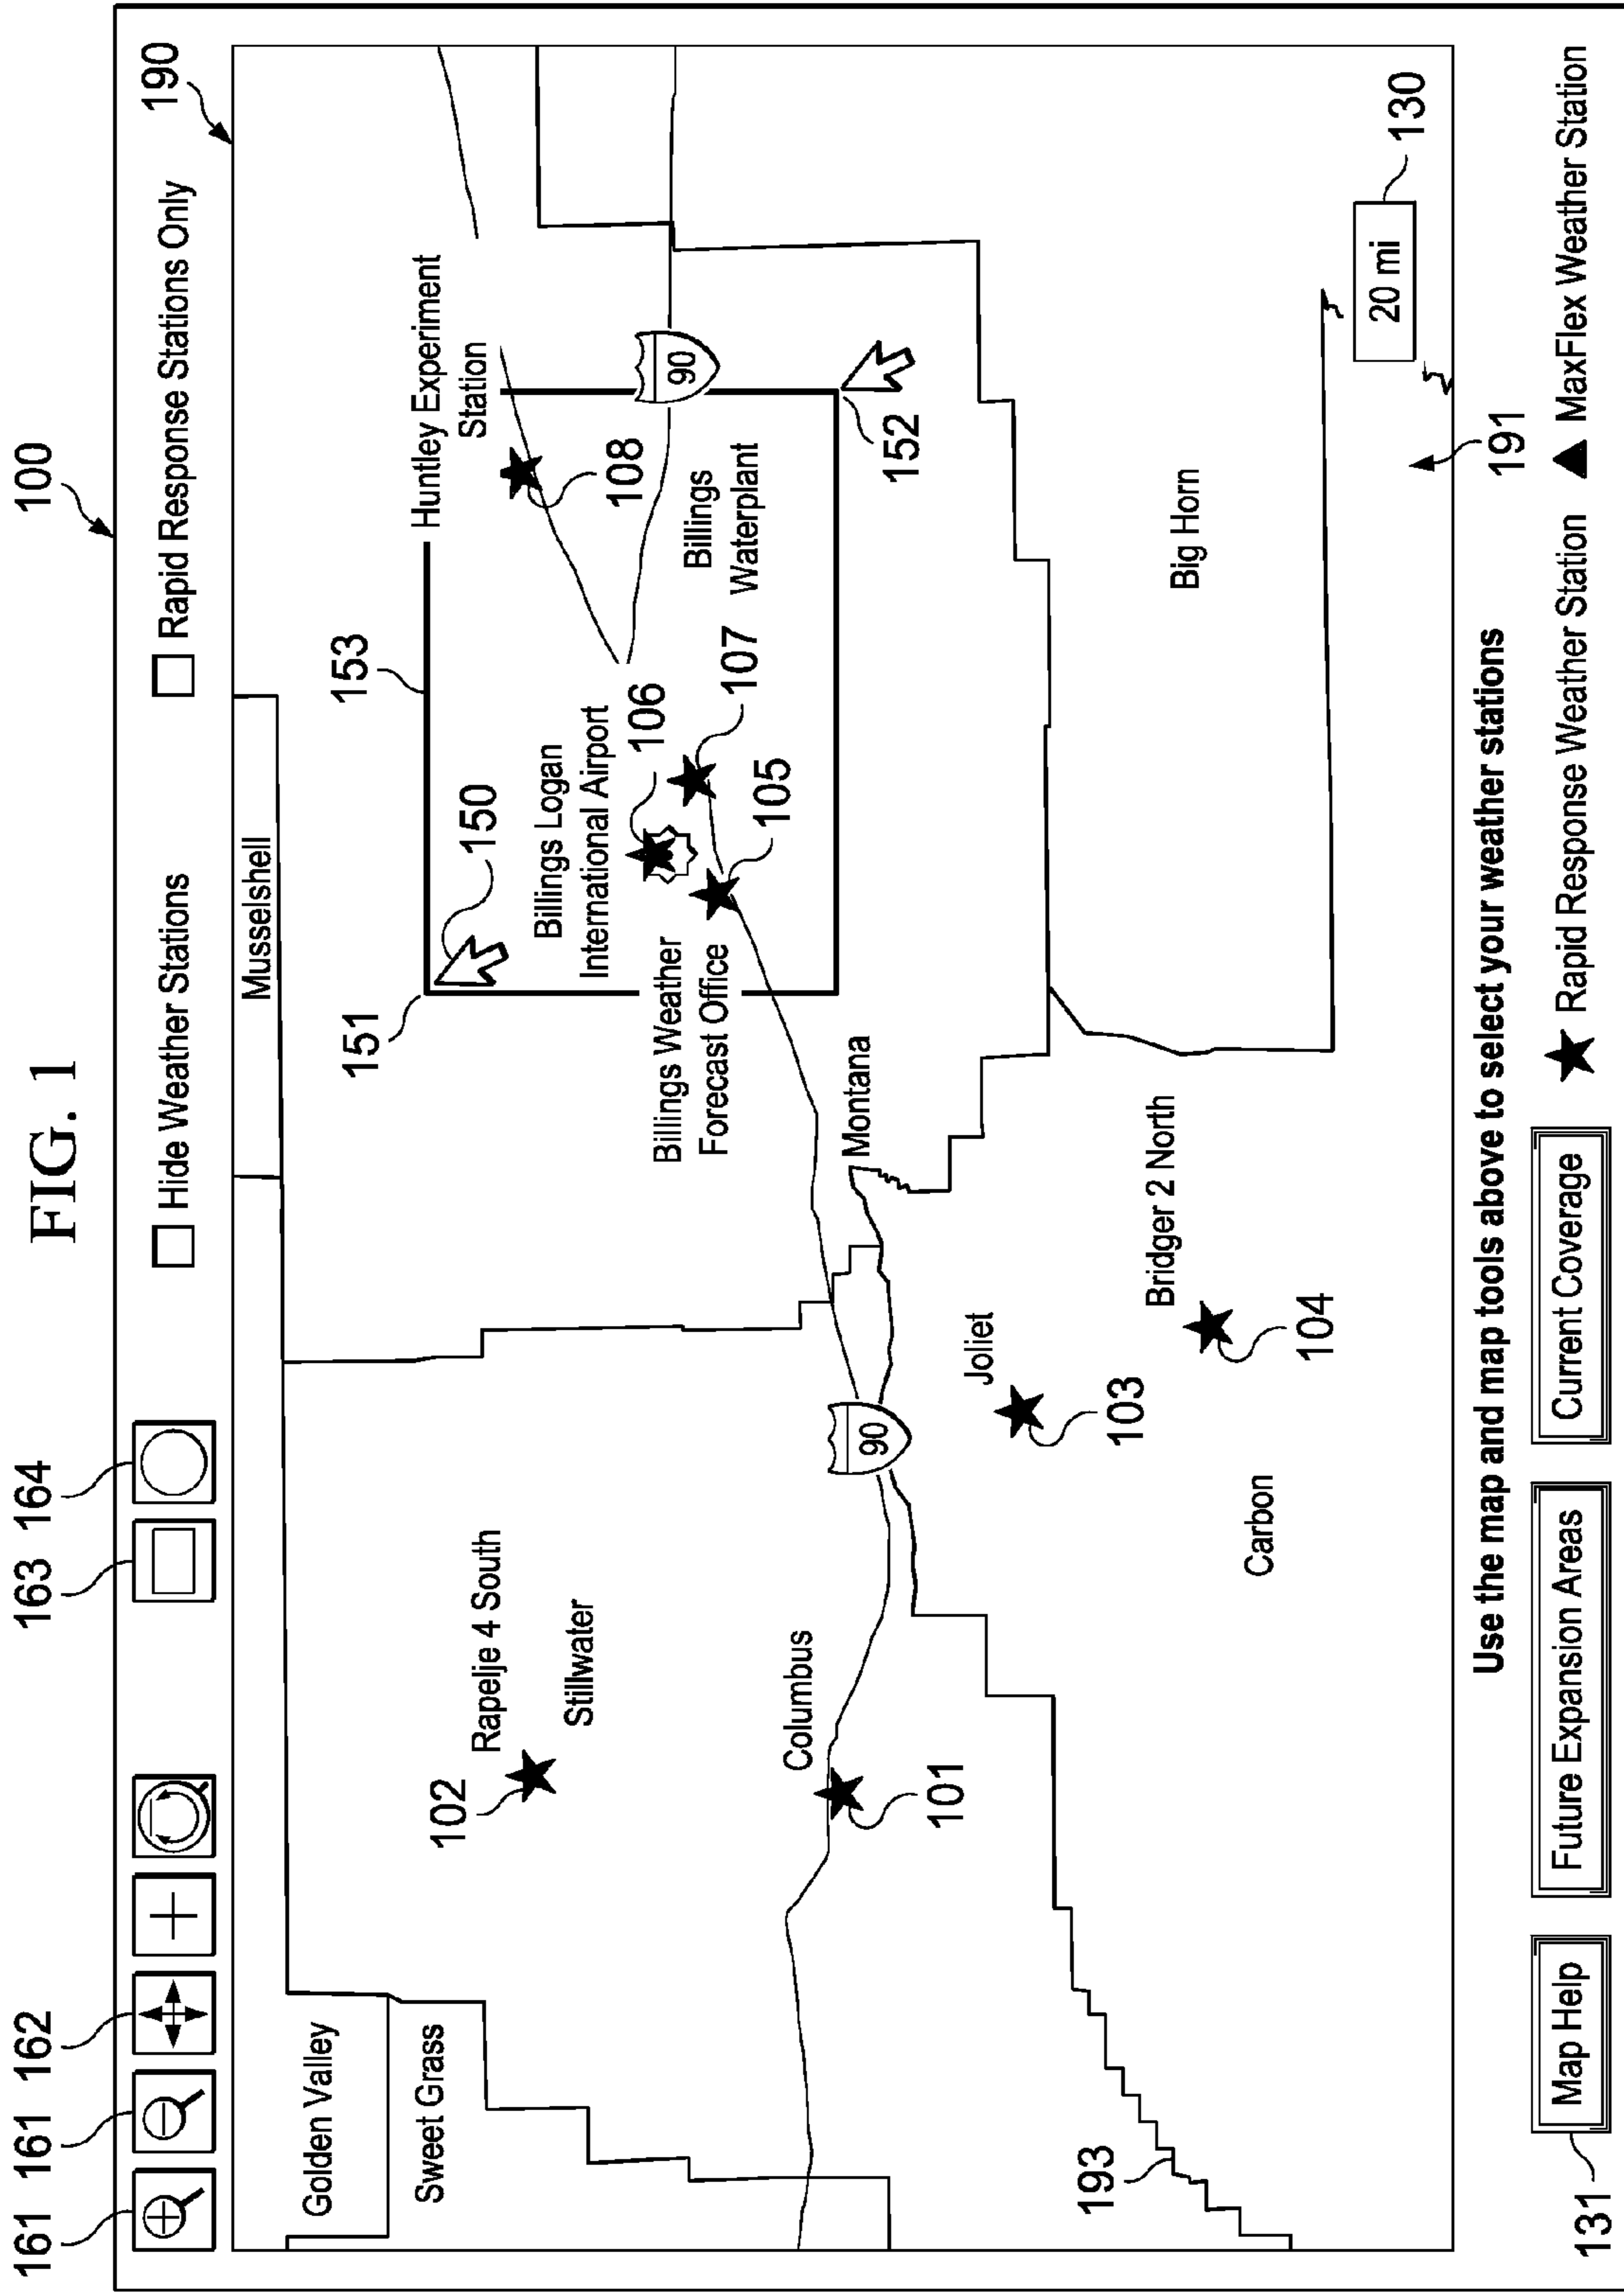 FIG. 1
100
161
161
162
163
164
Hide Weather Stations
Rapid Response Stations Only
190
Golden Valley
Sweet Grass
Musselshell
151
150
153
Huntley Experiment
Station
108
102
Rapelje 4 South
Stillwater
Billings Logan
International Airport
106
107
105
Billings
Waterplant
90
Billings Weather
Forecast Office
152
Columbus
101
90
Montana
Joliet
103
Bridger 2 North
104
Carbon
Big Horn
193
20 mi
130
191
Use the map and map tools above to select your weather stations
131
Map Help
Future Expansion Areas
Current Coverage
Rapid Response Weather Station
MaxFlex Weather Station